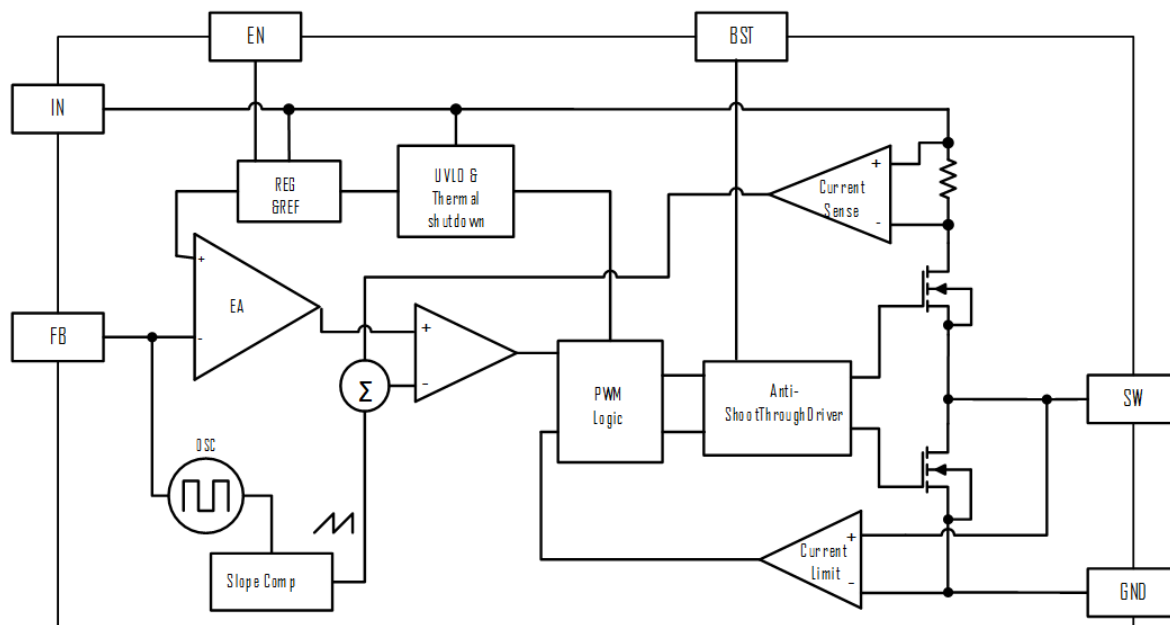 EN
BST
IN
REG
&REF
UVLO &
Thermal
shutdown
+
Current
Sense
-
+
EA
-
FB
+
-
Σ
PWM
Logic
Anti-
ShootThroughDriver
SW
OSC
Slope Comp
+
Current
Limit
-
GND